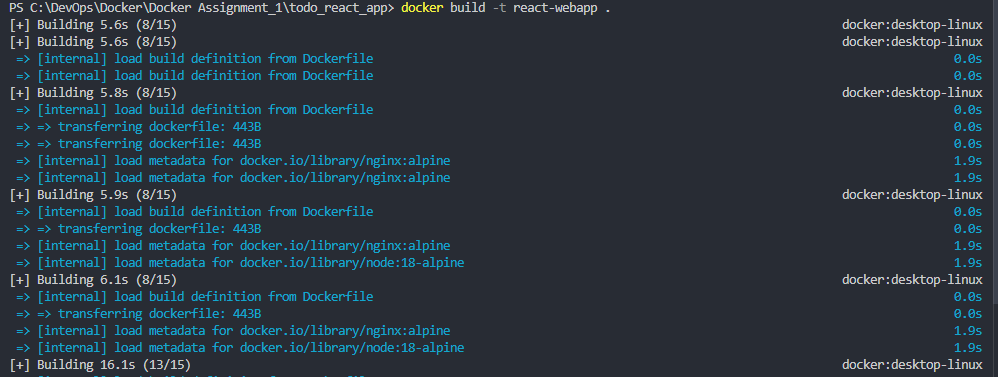 PS C:\DevOps\Docker\Docker Assignment_1\todo_react_app> docker build -t react-webapp .
[+] Building 5.6s (8/15) docker:desktop-linux
[+] Building 5.6s (8/15) docker:desktop-linux
=> [internal] load build definition from Dockerfile 0.0s
=> [internal] load build definition from Dockerfile 0.0s
[+] Building 5.8s (8/15) docker:desktop-linux
=> [internal] load build definition from Dockerfile 0.0s
=> => transferring dockerfile: 443B 0.0s
=> => transferring dockerfile: 443B 0.0s
=> [internal] load metadata for docker.io/library/nginx:alpine 1.9s
=> [internal] load metadata for docker.io/library/nginx:alpine 1.9s
[+] Building 5.9s (8/15) docker:desktop-linux
=> [internal] load build definition from Dockerfile 0.0s
=> => transferring dockerfile: 443B 0.0s
=> [internal] load metadata for docker.io/library/nginx:alpine 1.9s
=> [internal] load metadata for docker.io/library/node:18-alpine 1.9s
[+] Building 6.1s (8/15) docker:desktop-linux
=> [internal] load build definition from Dockerfile 0.0s
=> => transferring dockerfile: 443B 0.0s
=> [internal] load metadata for docker.io/library/nginx:alpine 1.9s
=> [internal] load metadata for docker.io/library/node:18-alpine 1.9s
[+] Building 16.1s (13/15) docker:desktop-linux